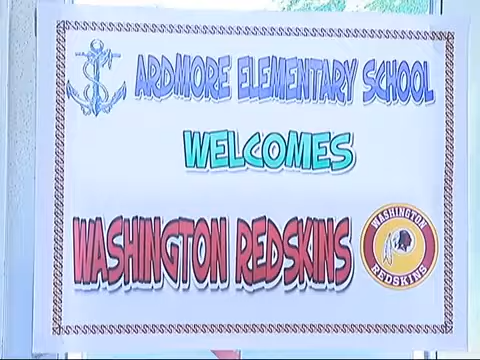 ARDMORE ELEMENTARY SCHOOL
WELCOMES
WASHINGTON REDSKINS
WASHINGTON
REDSKINS